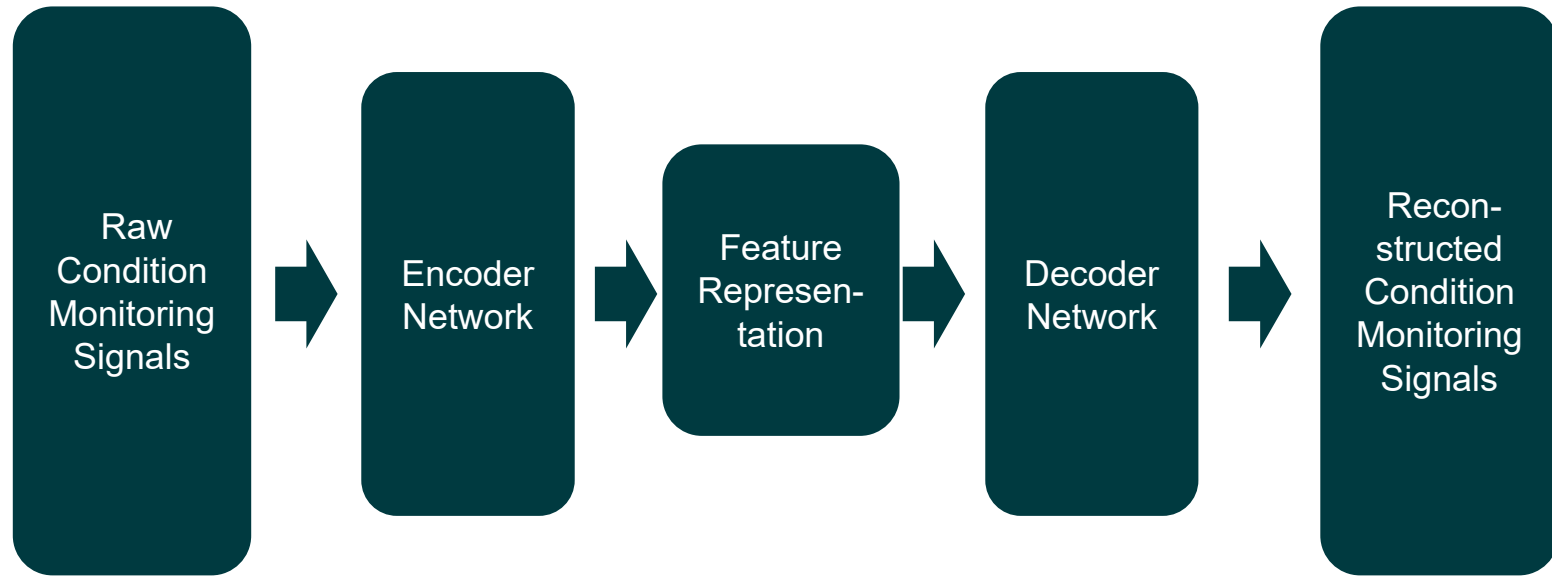 Raw
Condition
Monitoring
Signals
Encoder
Network
Feature
Represen-
tation
Decoder
Network
Recon-
structed
Condition
Monitoring
Signals